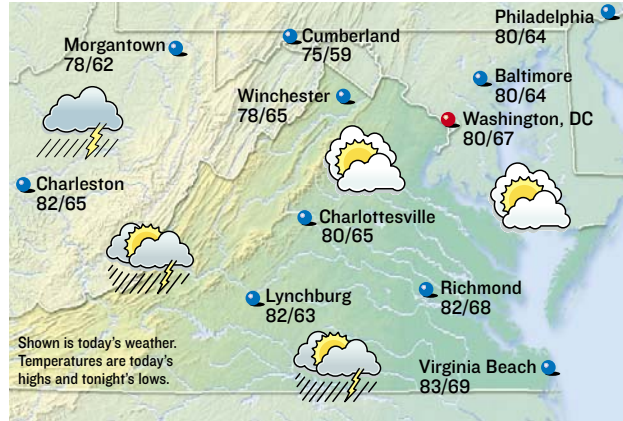 Philadelphia
80/64
Morgantown
78/62
Cumberland
75/59
Baltimore
80/64
Winchester
78/65
Washington, DC
80/67
Charleston
82/65
Charlottesville
80/65
Lynchburg
82/63
Richmond
82/68
Shown is today's weather.
Temperatures are today's
highs and tonight's lows.
Virginia Beach
83/69